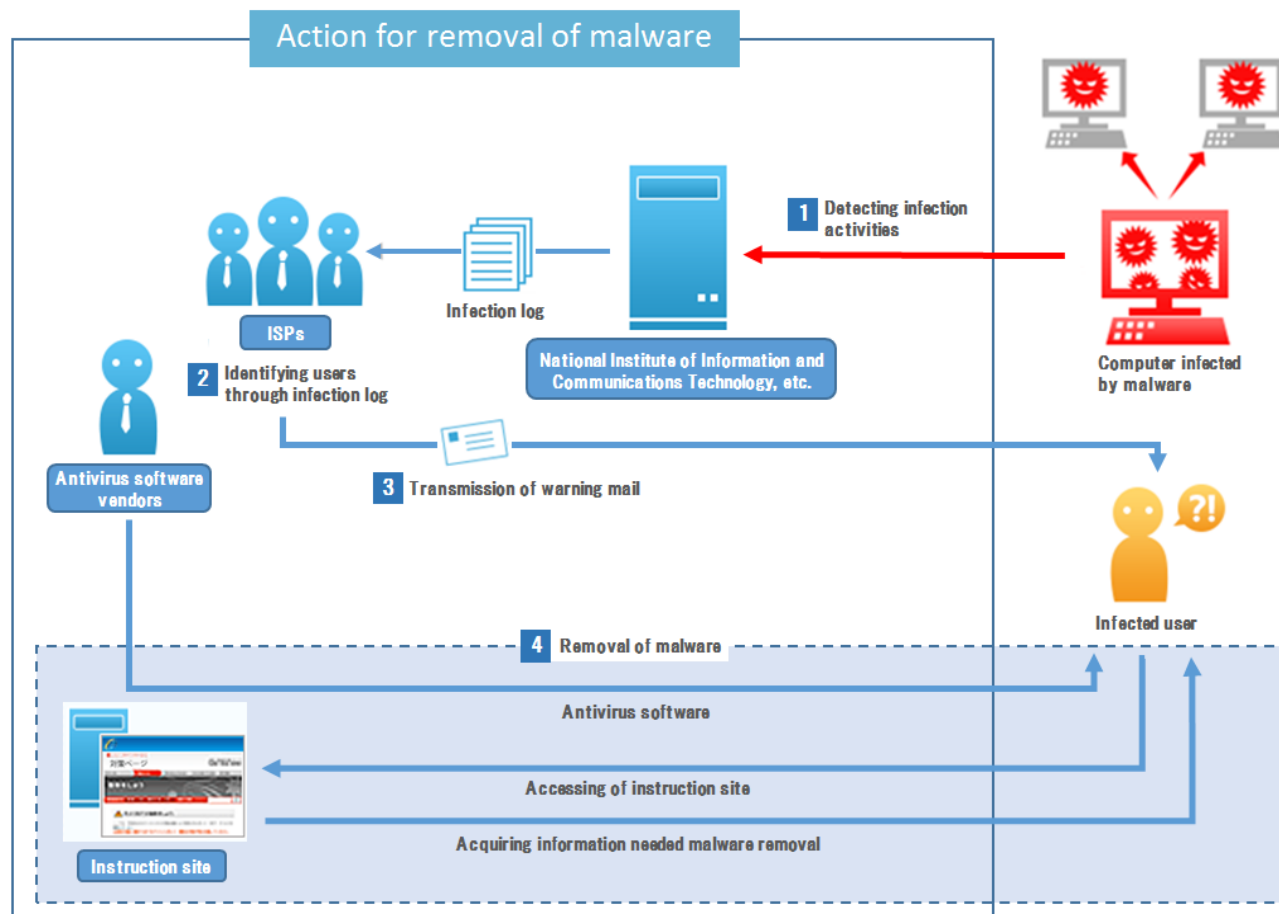 Action for removal of malware
1 Detecting infection
activities
Infection log
ISPs
National Institute of Information and
Communications Technology, etc.
Computer infected
by malware
2 Identifying users
through infection log
Antivirus software
vendors
3 Transmission of warning mail
?!
Infected user
4 Removal of malware
Antivirus software
対策ページ
Accessing of instruction site
Acquiring information needed malware removal
Instruction site